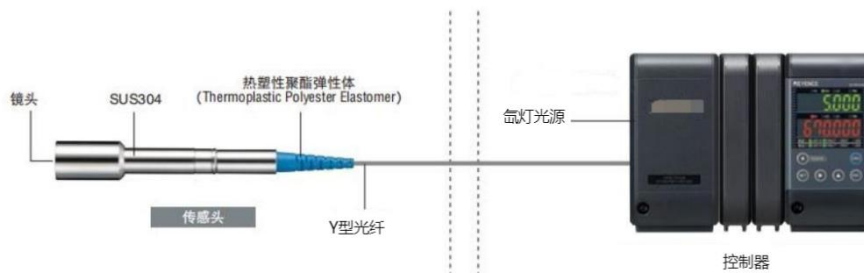 镜头
SUS304
热塑性聚酯弹性体
(Thermoplastic Polyester Elastomer)
氙灯光源
KEYENCE
5.000
670.000
传感头
Y型光纤
控制器